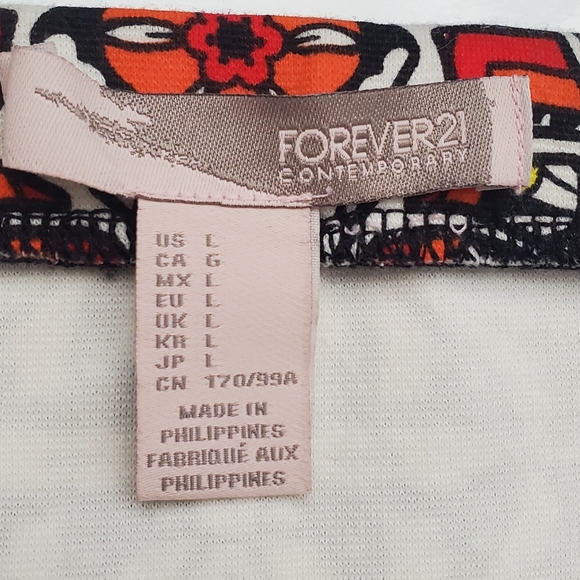 FOREVER21
CONTEMPORARY
US L
CA G
MX L
EU L
UK L
KR L
JP L
CN 170/99A
MADE IN
PHILIPPINES
FABRIQUÉ AUX
PHILIPPINES